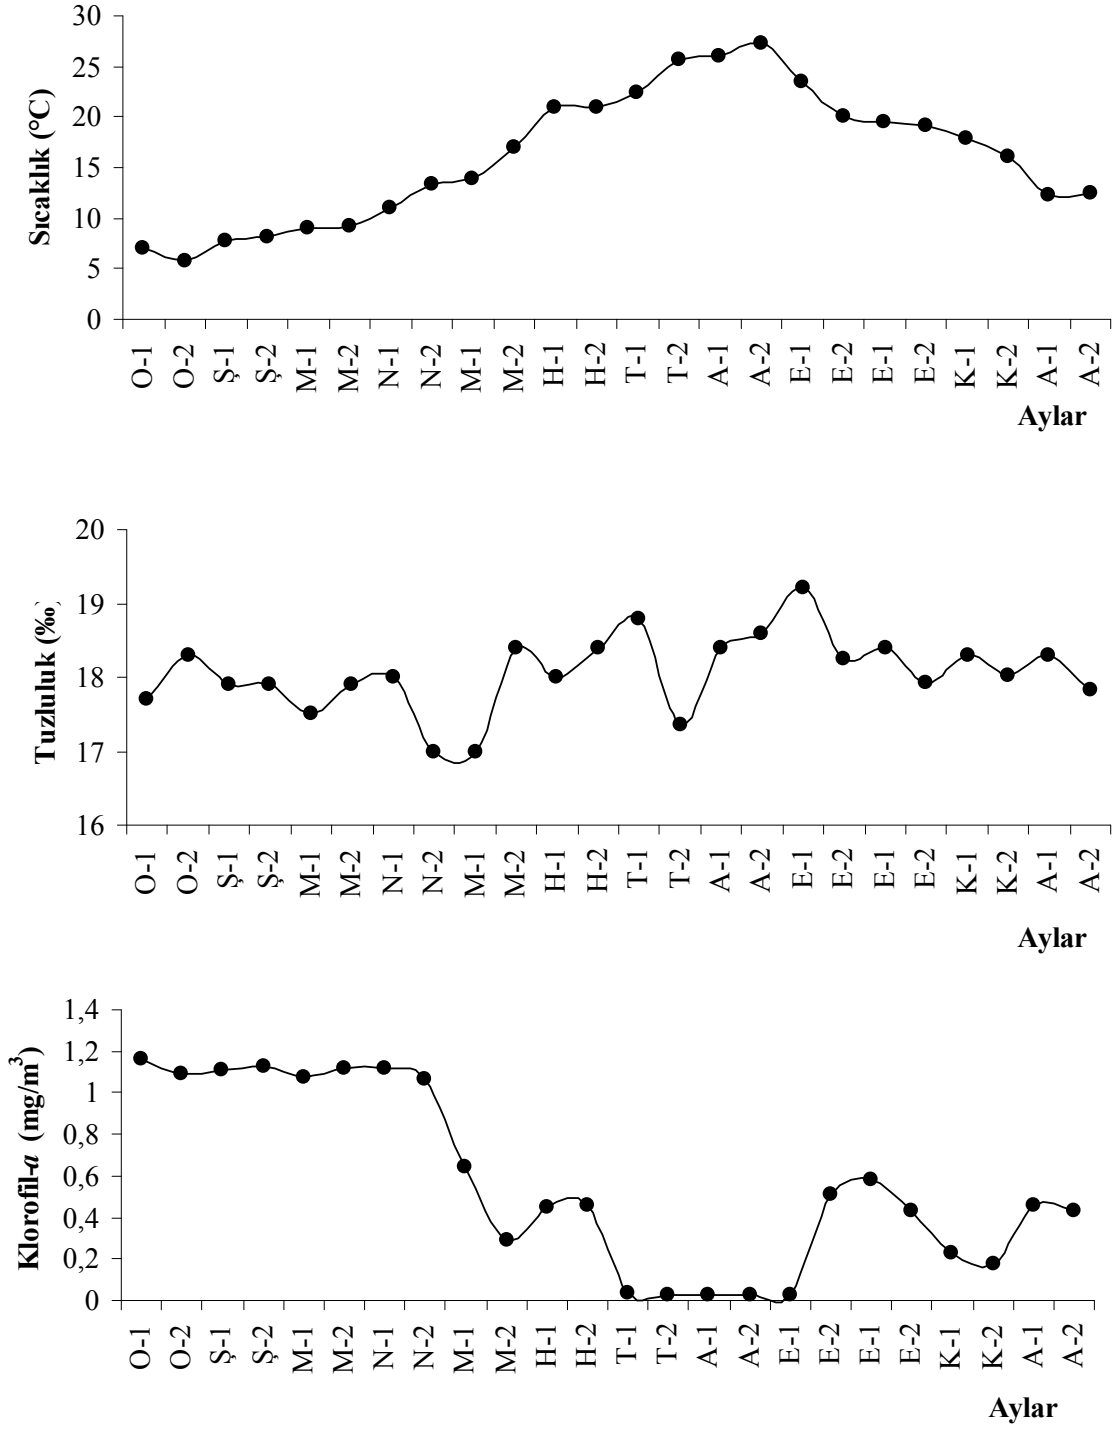 30
25
20
15
10
5
0
Sıcaklık (°C)
O-1 O-2 Ş-1 Ş-2 M-1 M-2 N-1 N-2 M-1 M-2 H-1 H-2 T-1 T-2 A-1 A-2 E-1 E-2 E-1 E-2 K-1 K-2 A-1 A-2
Aylar
20
19
18
17
16
Tuzluluk (‰)
O-1 O-2 Ş-1 Ş-2 M-1 M-2 N-1 N-2 M-1 M-2 H-1 H-2 T-1 T-2 A-1 A-2 E-1 E-2 E-1 E-2 K-1 K-2 A-1 A-2
Aylar
1,4
1,2
1
0,8
0,6
0,4
0,2
0
Klorofil-a (mg/m³)
O-1 O-2 Ş-1 Ş-2 M-1 M-2 N-1 N-2 M-1 M-2 H-1 H-2 T-1 T-2 A-1 A-2 E-1 E-2 E-1 E-2 K-1 K-2 A-1 A-2
Aylar